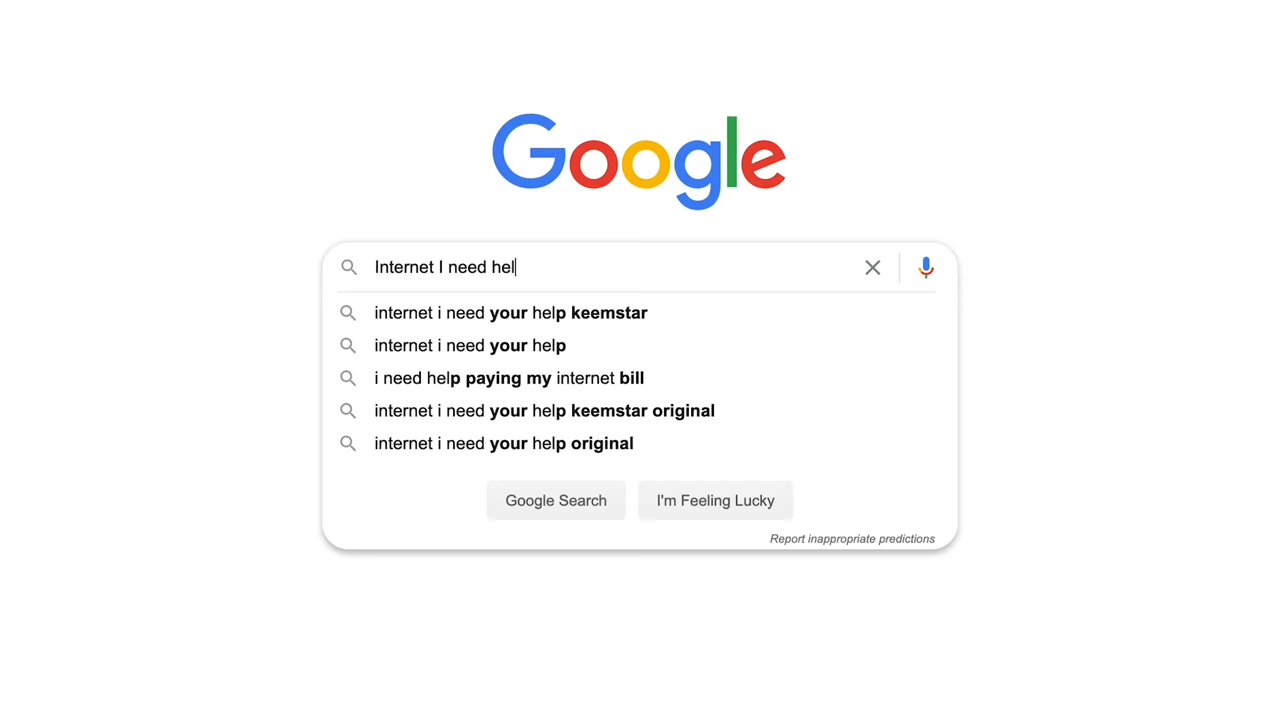 Google
Internet I need hel
internet i need your help keemstar
internet i need your help
i need help paying my internet bill
internet i need your help keemstar original
internet i need your help original
Google Search
I'm Feeling Lucky
Report inappropriate predictions